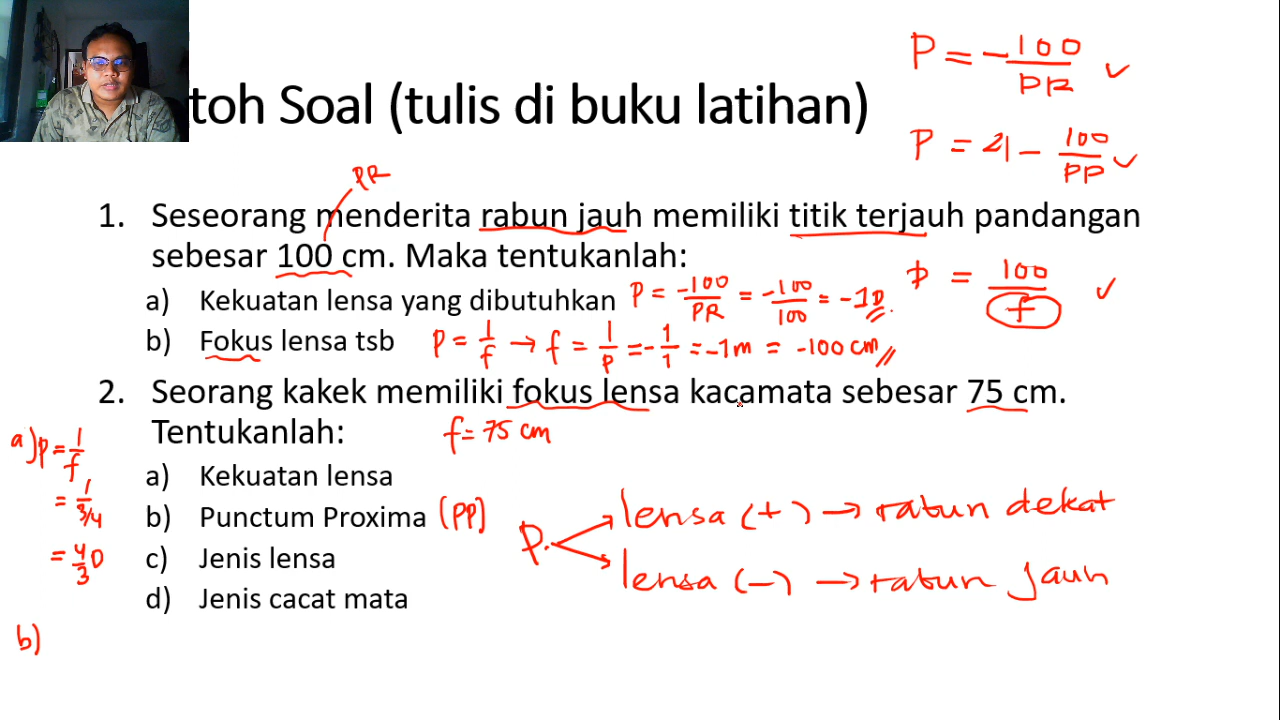 toh Soal (tulis di buku latihan)
P = -100/PR ✓
P = 4 - 100/PP ✓
PR
1. Seseorang menderita rabun jauh memiliki titik terjauh pandangan
sebesar 100 cm. Maka tentukanlah:
P = 100/f ✓
a) Kekuatan lensa yang dibutuhkan P = -100/PR = -100/100 = -1D
b) Fokus lensa tsb P = 1/f → f = 1/P = -1/1 = -1m = -100 cm //
2. Seorang kakek memiliki fokus lensa kacamata sebesar 75 cm.
Tentukanlah: f = 75 cm
a) Kekuatan lensa
b) Punctum Proxima (PP)
c) Jenis lensa
d) Jenis cacat mata
P. lensa (+) → rabun dekat
lensa (-) → rabun jauh
a) P = 1/f
= 1/3/4
= 4/3 D
b)